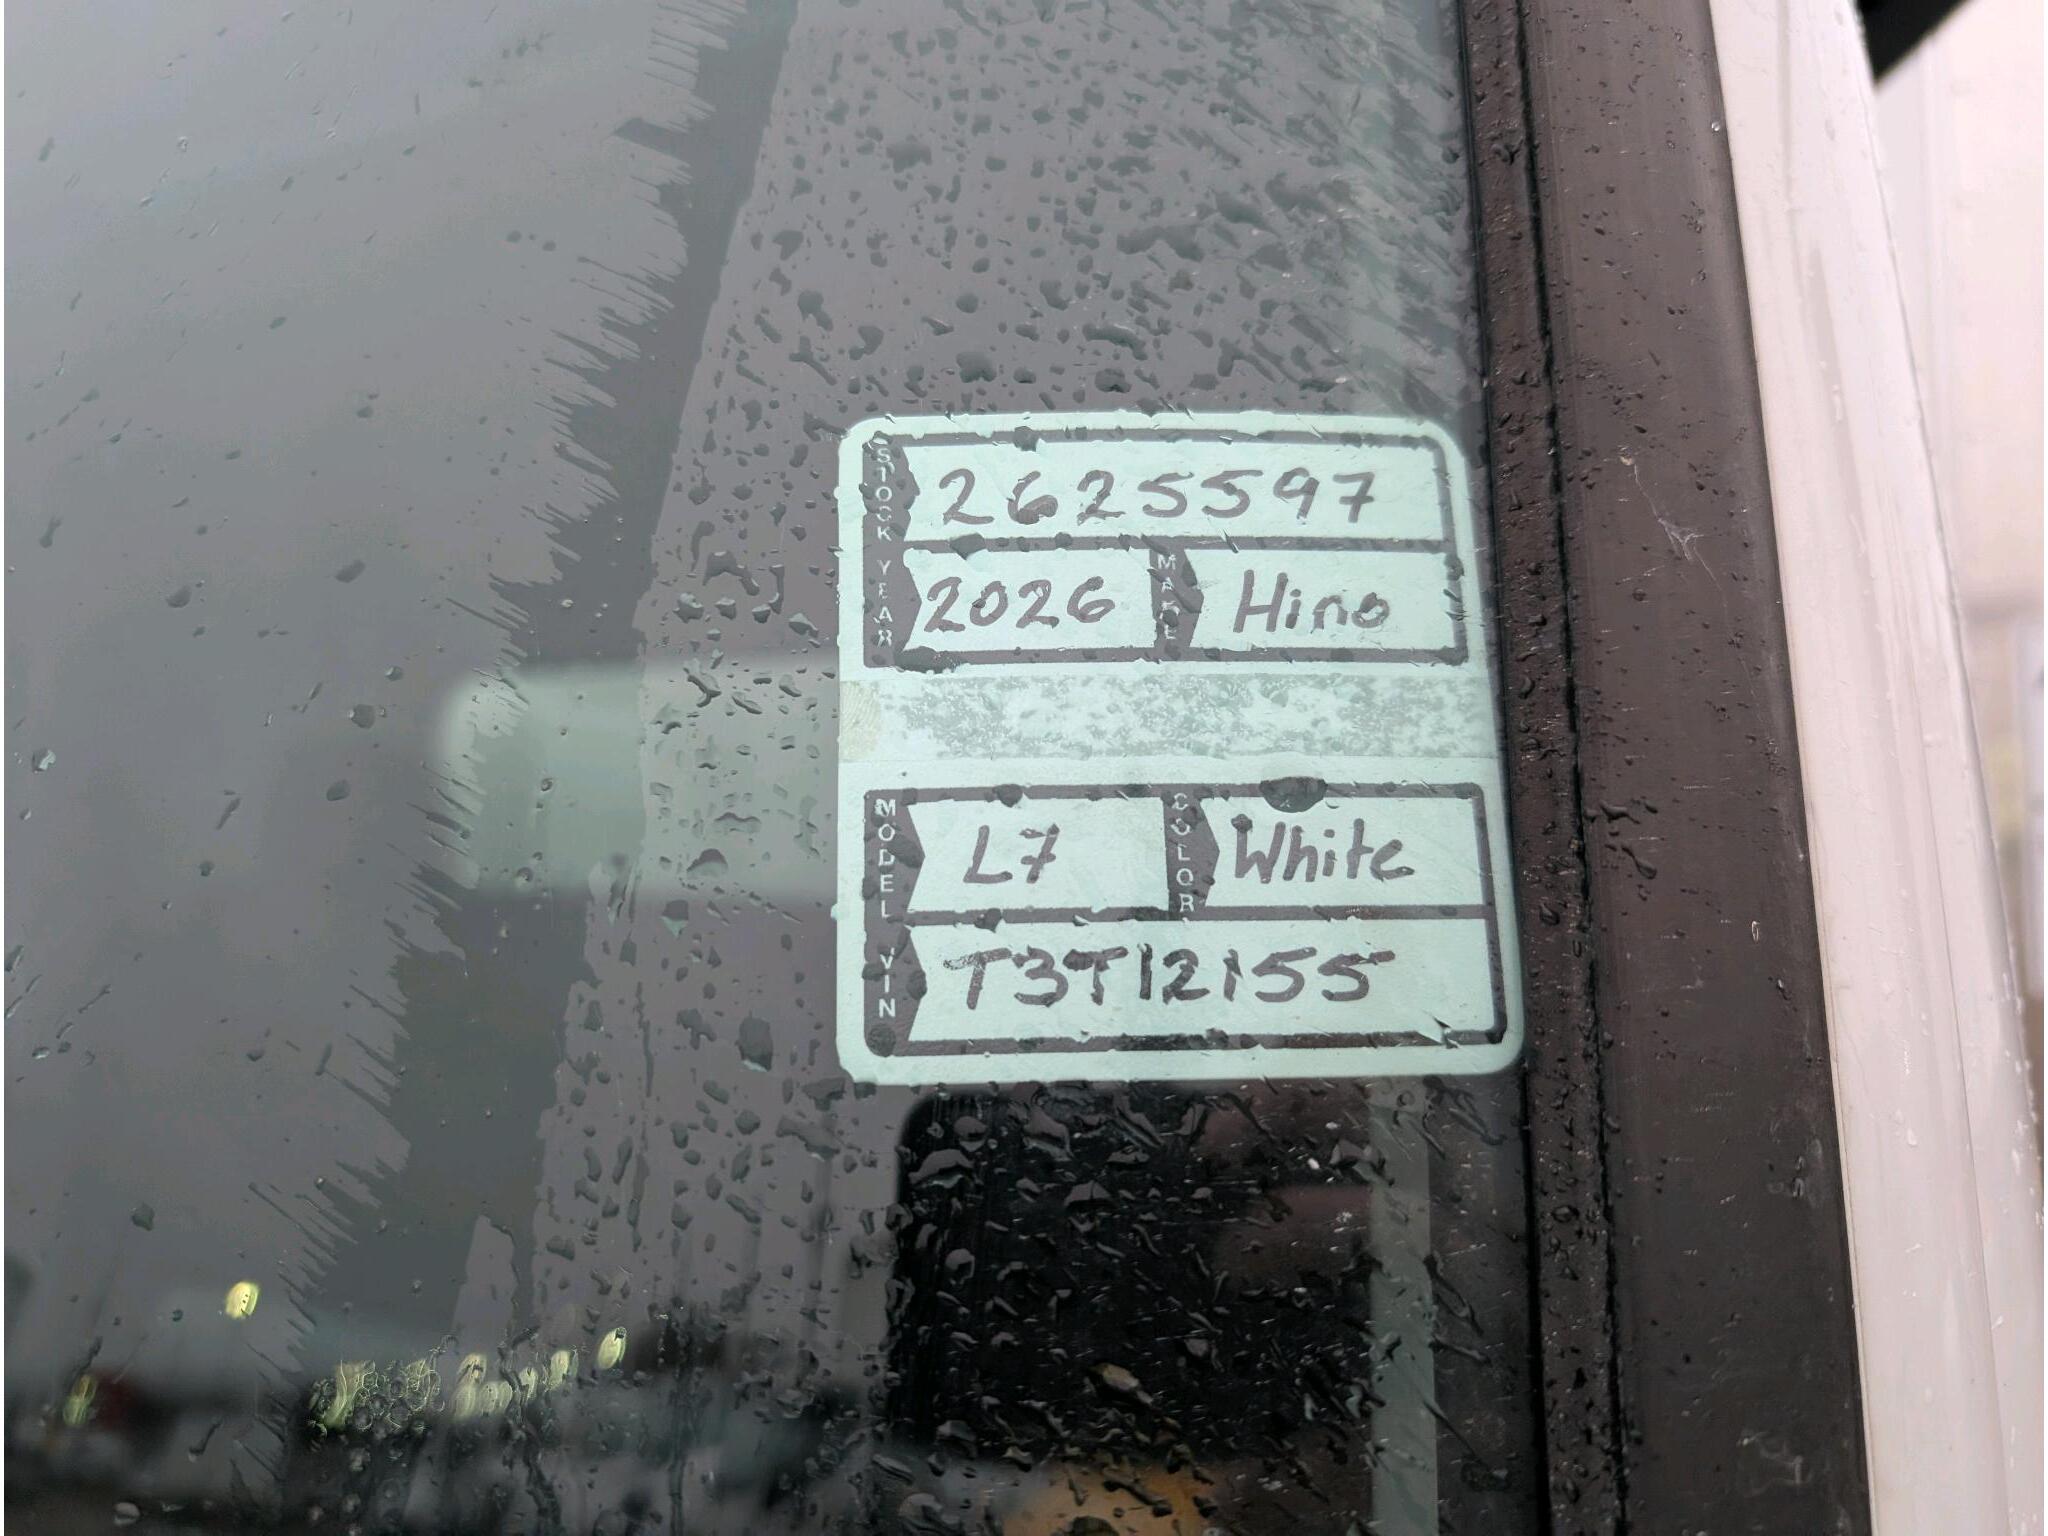 STOCK 2625597
YEAR 2026 MAKE Hino
MODEL L7 COLOR White
VIN T3T12155